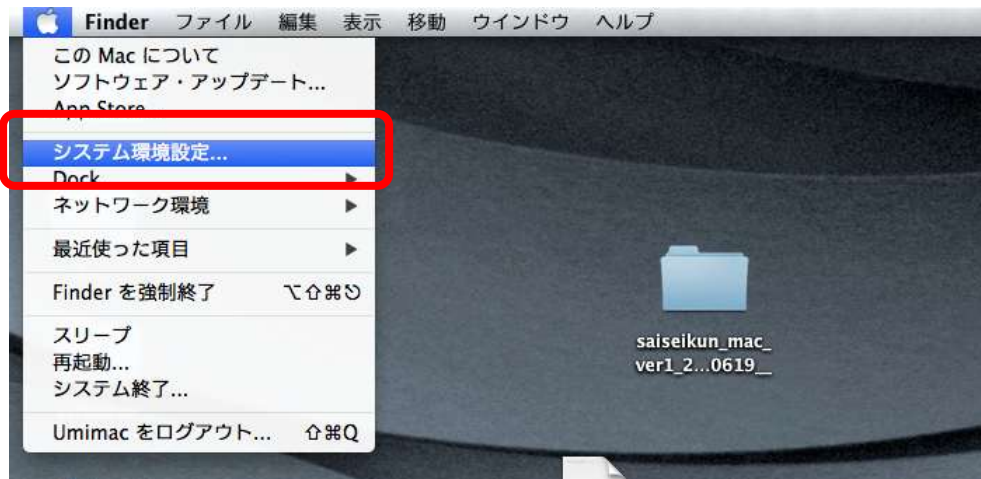 Finder ファイル 編集 表示 移動 ウインドウ ヘルプ
この Mac について
ソフトウェア・アップデート...
App Store...
システム環境設定...
Dock
ネットワーク環境
最近使った項目
Finder を強制終了 ⌥⇧⌘⎋
スリープ
再起動...
システム終了...
Umimac をログアウト... ⇧⌘Q
saiseikun_mac_
ver1_2...0619__